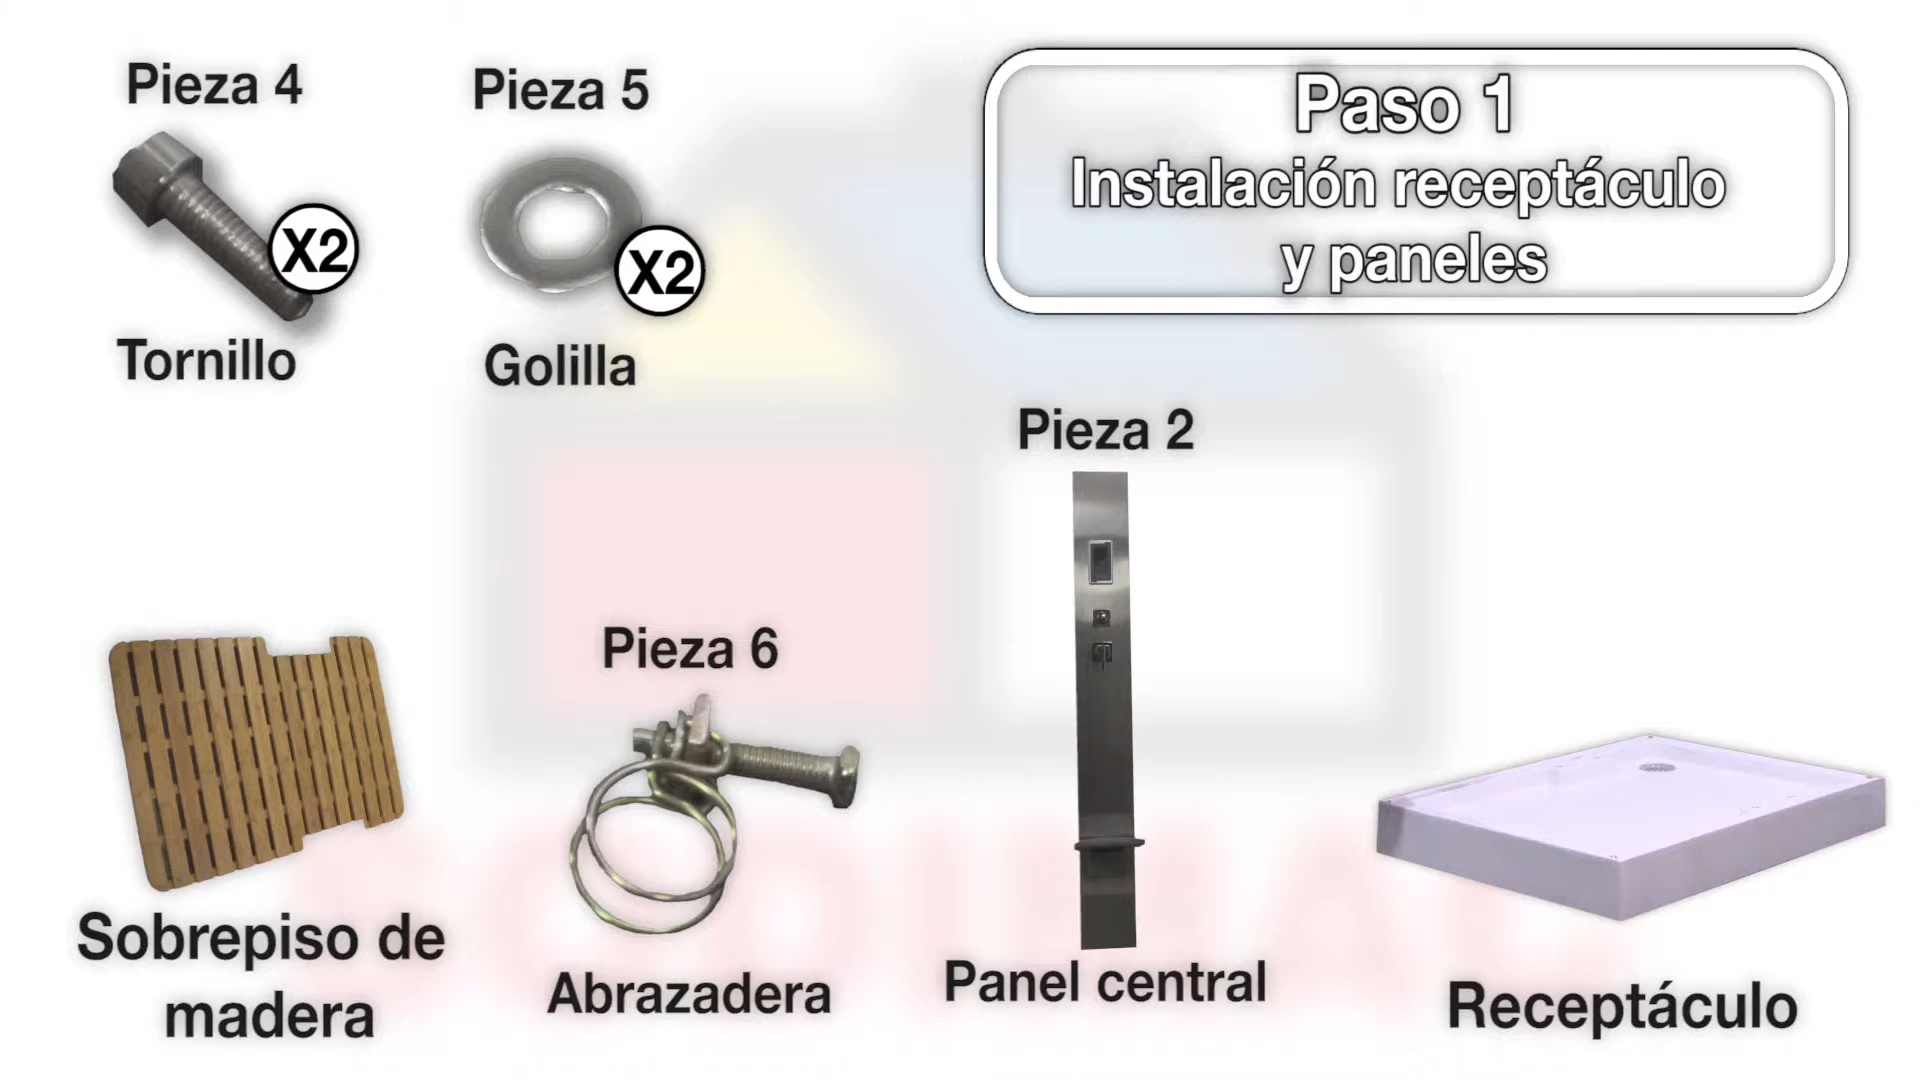 Pieza 4
Pieza 5
Paso 1
Instalación receptáculo
y paneles
X2
X2
Tornillo
Golilla
Pieza 2
Pieza 6
Sobrepiso de
madera
Abrazadera
Panel central
Receptáculo